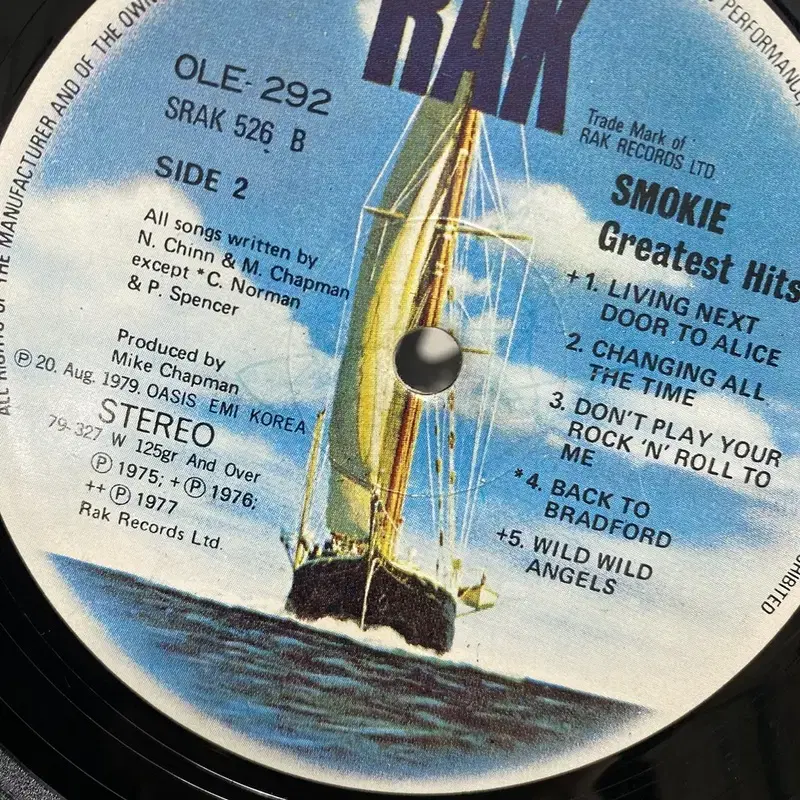 ALL RIGHTS OF THE MANUFACTURER AND OF THE OWN
PERFORMANCE,
HIBITED
RAK
Trade Mark of
RAK RECORDS LTD
OLE-292
SRAK 526 B
SIDE 2
All songs written by
N. Chinn & M. Chapman
except *C. Norman
& P. Spencer
Produced by
Mike Chapman
℗ 20. Aug. 1979. OASIS EMI KOREA
STEREO
79-327 W 125gr And Over
℗ 1975; + ℗ 1976;
++ ℗ 1977
Rak Records Ltd.
SMOKIE
Greatest Hits
+1. LIVING NEXT
DOOR TO ALICE
2. CHANGING ALL
THE TIME
3. DON'T PLAY YOUR
ROCK 'N' ROLL TO
ME
*4. BACK TO
BRADFORD
+5. WILD WILD
ANGELS